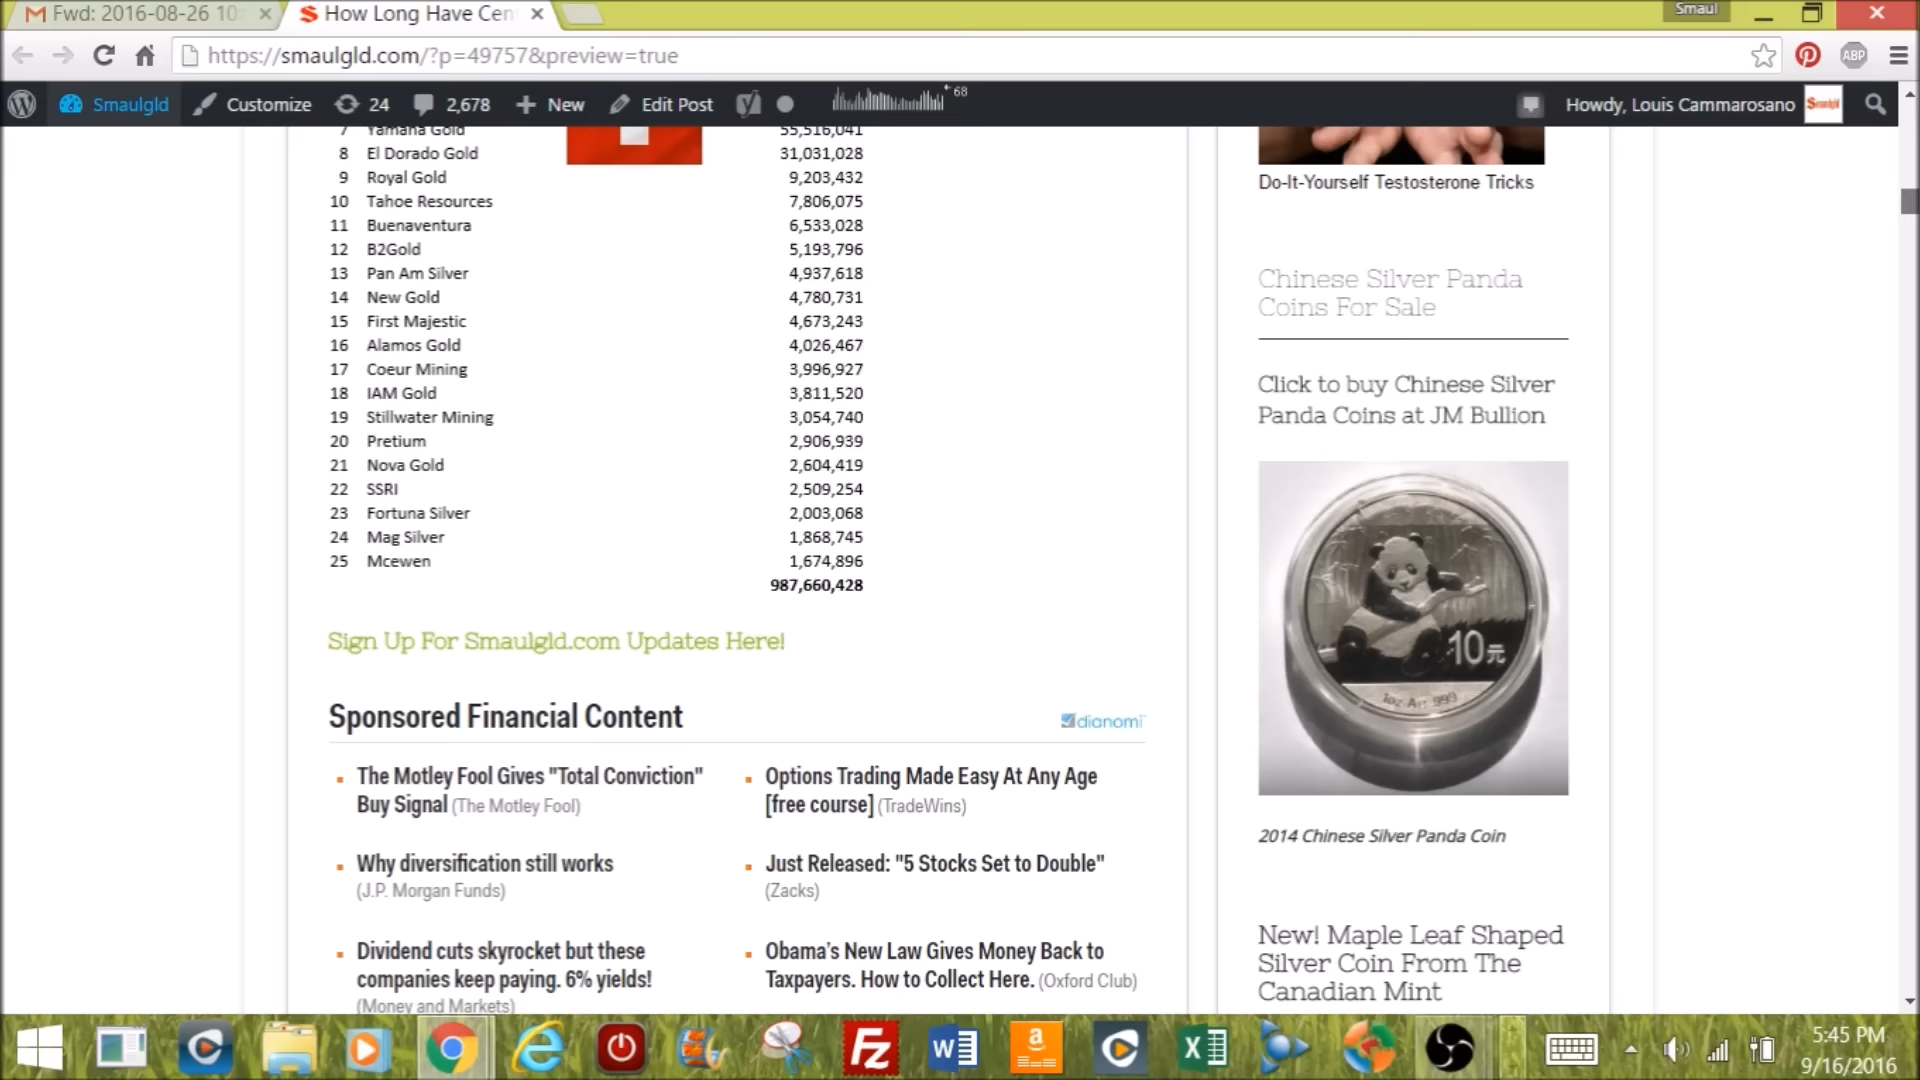 Fwd: 2016-08-26 10
How Long Have Cen
Smaul
https://smaulgld.com/?p=49757&preview=true
ABP
Smaulgld
Customize
24
2,678
New
Edit Post
68
Howdy, Louis Cammarosano
7 Yamana Gold 55,516,041
8 El Dorado Gold 31,031,028
9 Royal Gold 9,203,432
10 Tahoe Resources 7,806,075
11 Buenaventura 6,533,028
12 B2Gold 5,193,796
13 Pan Am Silver 4,937,618
14 New Gold 4,780,731
15 First Majestic 4,673,243
16 Alamos Gold 4,026,467
17 Coeur Mining 3,996,927
18 IAM Gold 3,811,520
19 Stillwater Mining 3,054,740
20 Pretium 2,906,939
21 Nova Gold 2,604,419
22 SSRI 2,509,254
23 Fortuna Silver 2,003,068
24 Mag Silver 1,868,745
25 Mcewen 1,674,896
987,660,428
Sign Up For Smaulgld.com Updates Here!
Sponsored Financial Content
dianomi
The Motley Fool Gives "Total Conviction"
Buy Signal (The Motley Fool)
Why diversification still works
(J.P. Morgan Funds)
Dividend cuts skyrocket but these
companies keep paying. 6% yields!
(Money and Markets)
Options Trading Made Easy At Any Age
[free course] (TradeWins)
Just Released: "5 Stocks Set to Double"
(Zacks)
Obama's New Law Gives Money Back to
Taxpayers. How to Collect Here. (Oxford Club)
Do-It-Yourself Testosterone Tricks
Chinese Silver Panda
Coins For Sale
Click to buy Chinese Silver
Panda Coins at JM Bullion
10元
1oz Ag .999
2014 Chinese Silver Panda Coin
New! Maple Leaf Shaped
Silver Coin From The
Canadian Mint
5:45 PM
9/16/2016